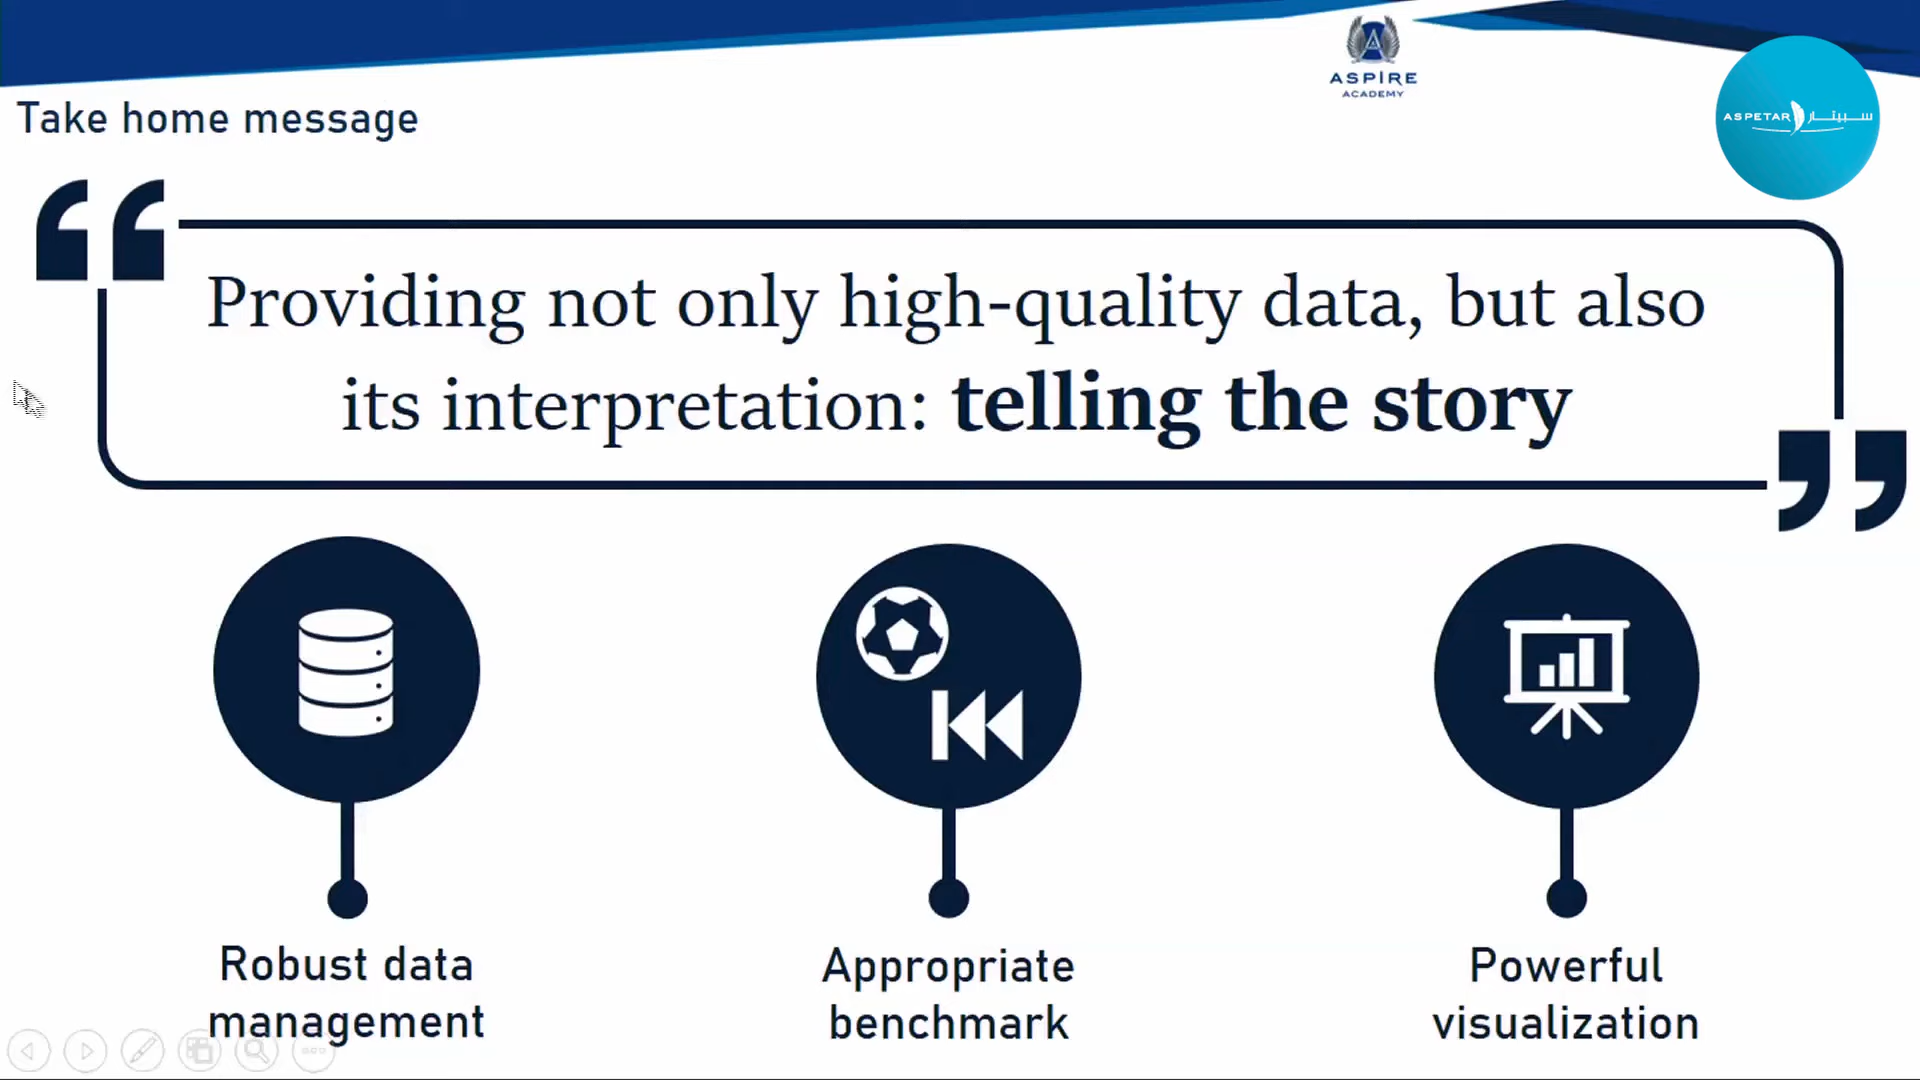 ASPIRE
ACADEMY
ASPETAR سبيتار
Take home message
“Providing not only high-quality data, but also
its interpretation: telling the story”
Robust data
management
Appropriate
benchmark
Powerful
visualization